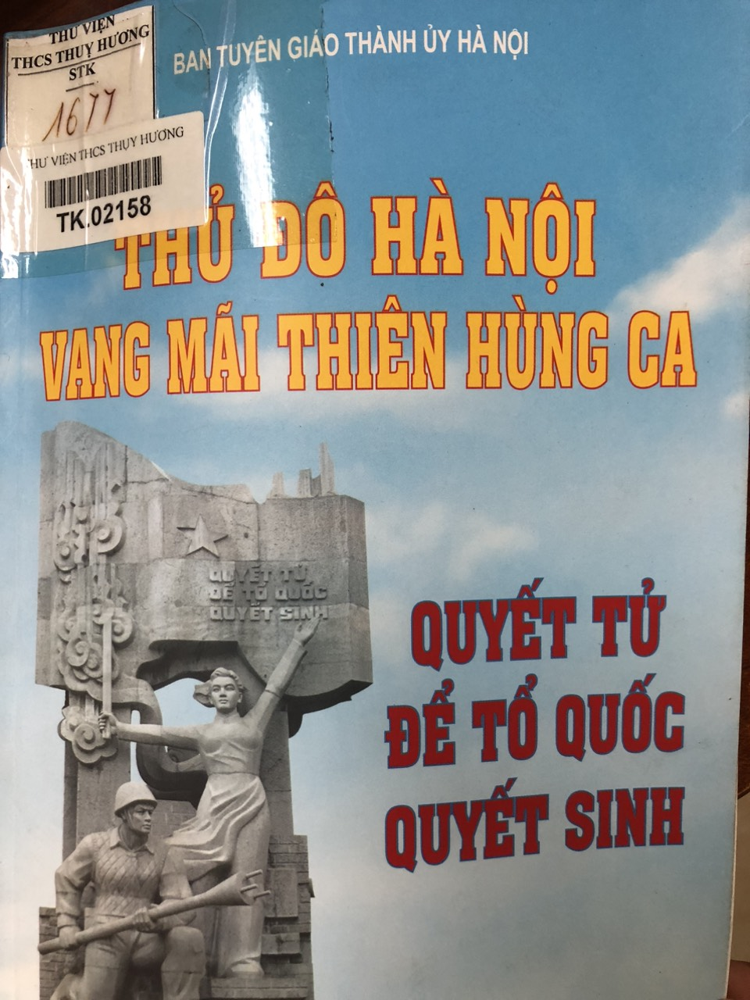 THƯ VIỆN
THCS THUỴ HƯƠNG
STK
1677
THƯ VIỆN THCS THỤY HƯƠNG
TK.02158
BAN TUYÊN GIÁO THÀNH ỦY HÀ NỘI
THỦ ĐÔ HÀ NỘI
VANG MÃI THIÊN HÙNG CA
QUYẾT TỬ
ĐỂ TỔ QUỐC
QUYẾT SINH
QUYẾT TỬ
ĐỂ TỔ QUỐC
QUYẾT SINH